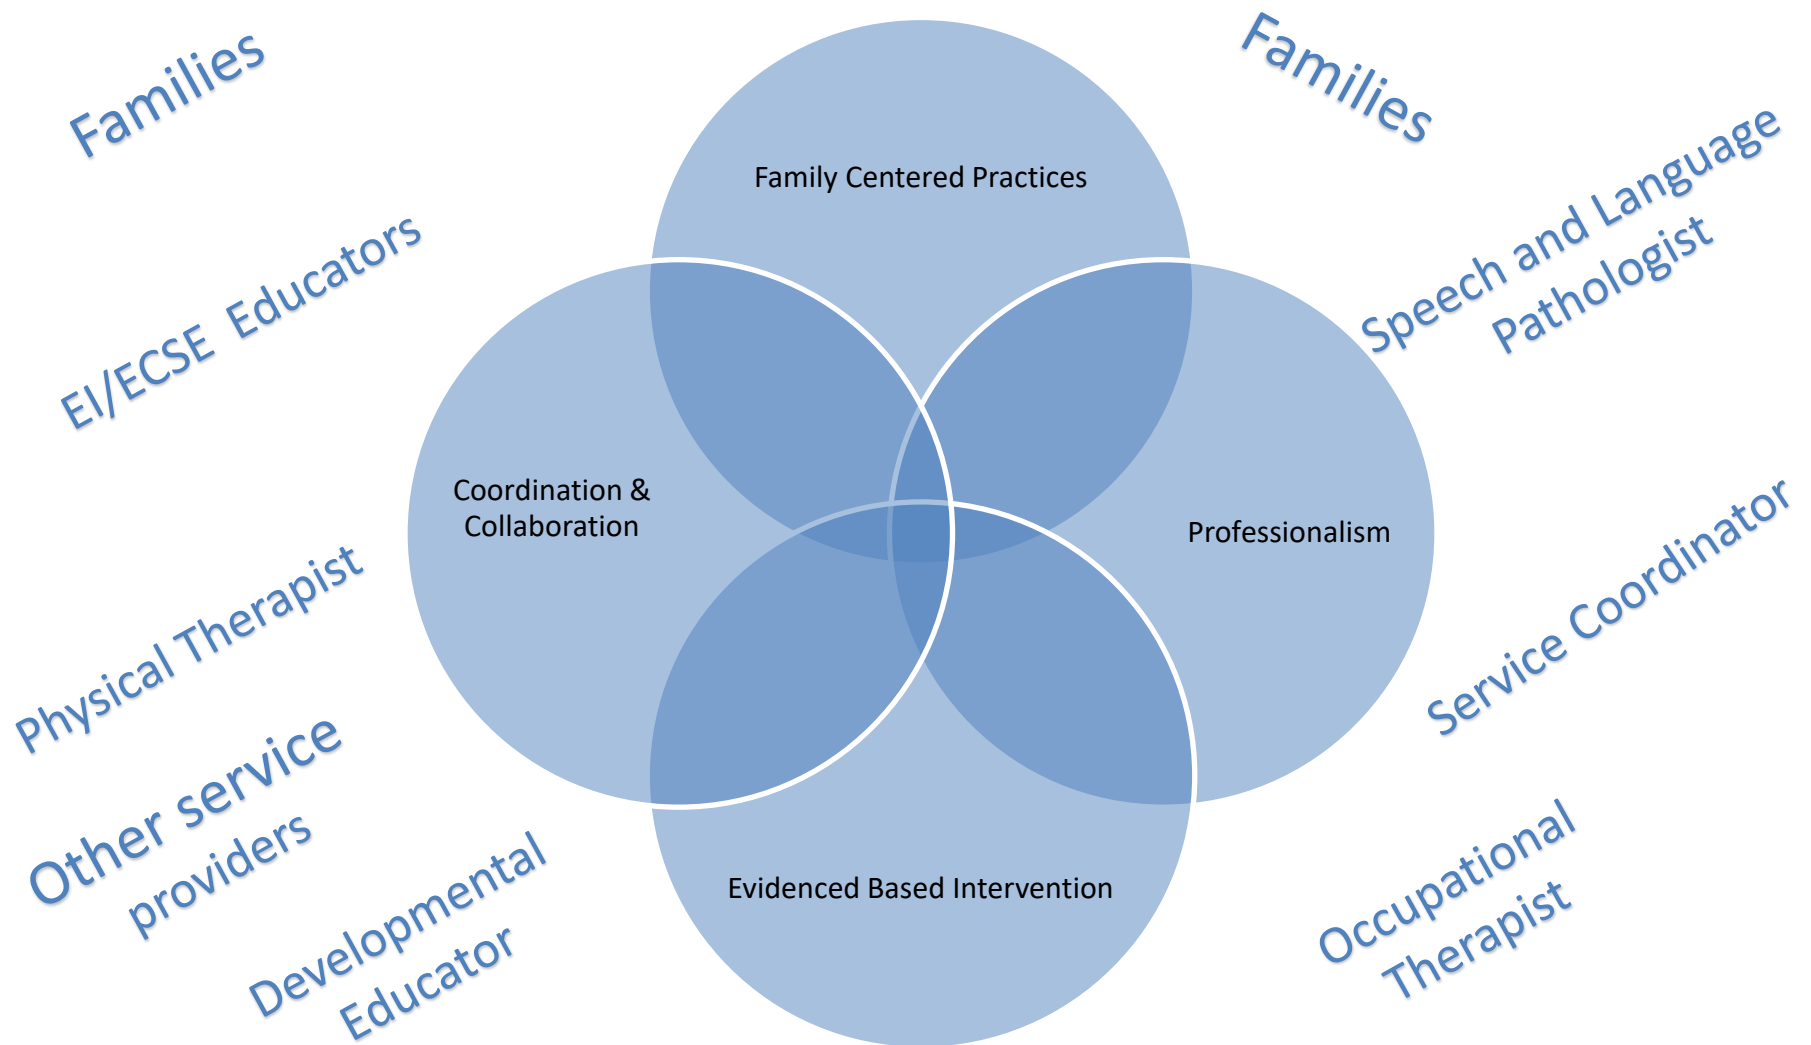 Families
Families
Family Centered Practices
Speech and Language
Pathologist
EI/ECSE  Educators
Coordination &
Collaboration
Professionalism
Physical Therapist
Service Coordinator
Other service
providers
Evidenced Based Intervention
Developmental
Educator
Occupational
Therapist